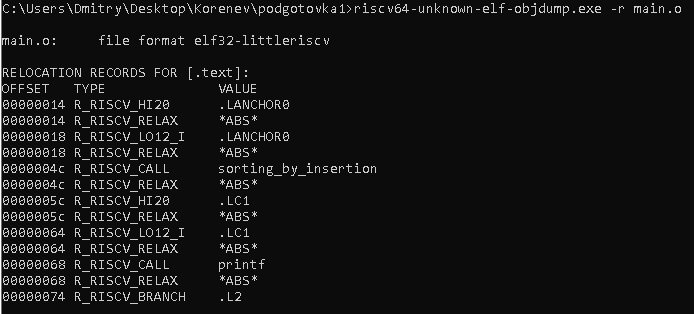 C:\Users\Dmitry\Desktop\Korenev\podgotovka1>riscv64-unknown-elf-objdump.exe -r main.o
main.o:     file format elf32-littleriscv
RELOCATION RECORDS FOR [.text]:
OFFSET   TYPE              VALUE
00000014 R_RISCV_HI20      .LANCHOR0
00000014 R_RISCV_RELAX     *ABS*
00000018 R_RISCV_LO12_I    .LANCHOR0
00000018 R_RISCV_RELAX     *ABS*
0000004c R_RISCV_CALL      sorting_by_insertion
0000004c R_RISCV_RELAX     *ABS*
0000005c R_RISCV_HI20      .LC1
0000005c R_RISCV_RELAX     *ABS*
00000064 R_RISCV_LO12_I    .LC1
00000064 R_RISCV_RELAX     *ABS*
00000068 R_RISCV_CALL      printf
00000068 R_RISCV_RELAX     *ABS*
00000074 R_RISCV_BRANCH    .L2